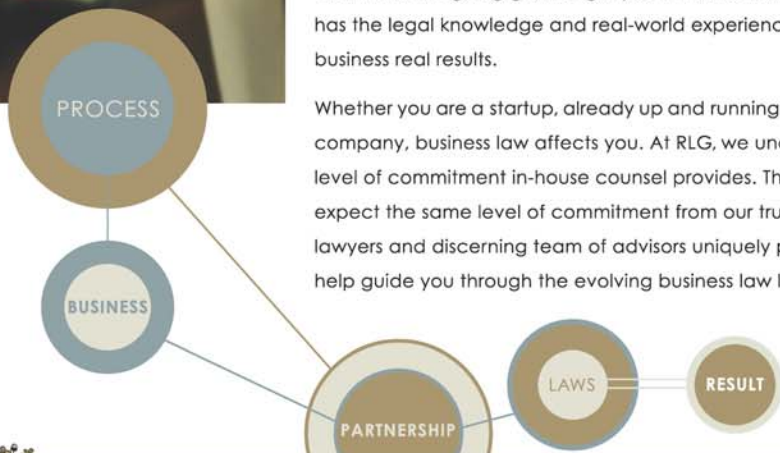 has the legal knowledge and real-world experienc
business real results.
Whether you are a startup, already up and running
company, business law affects you. At RLG, we un
level of commitment in-house counsel provides. Th
expect the same level of commitment from our tru
lawyers and discerning team of advisors uniquely p
help guide you through the evolving business law l
PROCESS
BUSINESS
PARTNERSHIP
LAWS
RESULT